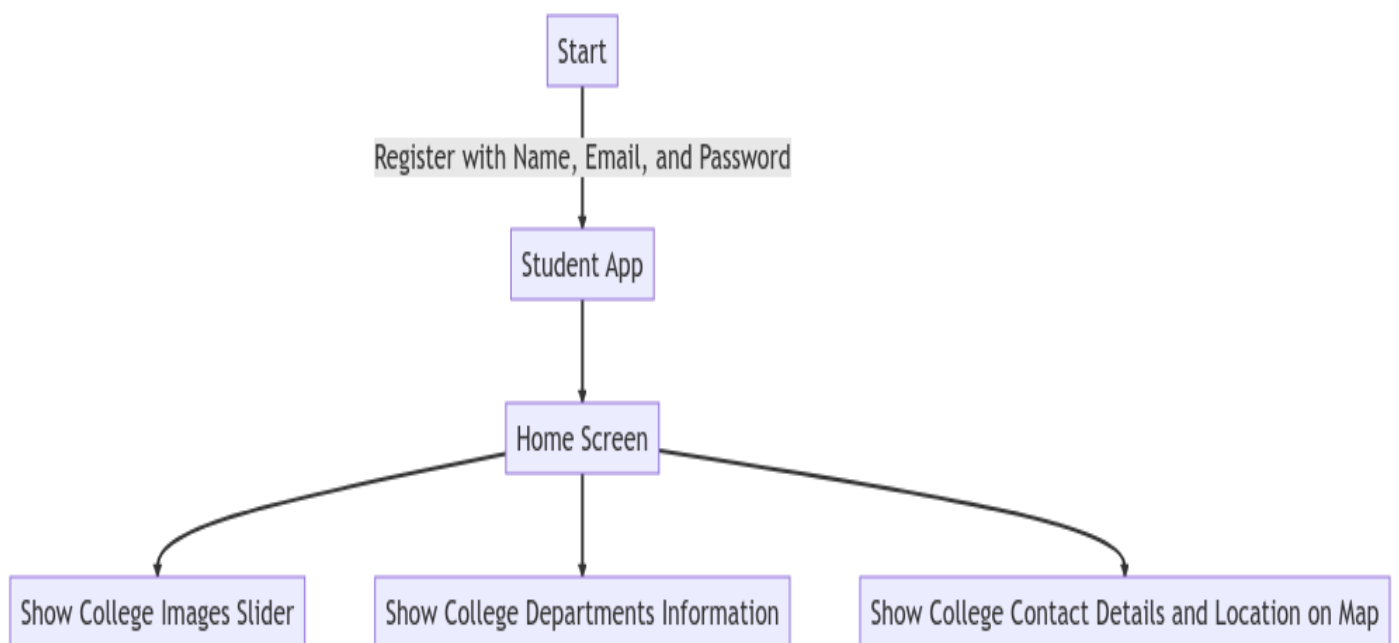 Start
Register with Name, Email, and Password
Student App
Home Screen
Show College Images Slider
Show College Departments Information
Show College Contact Details and Location on Map